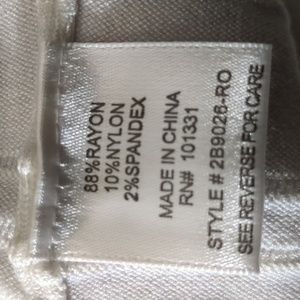 88%RAYON
10%NYLON
2%SPANDEX
MADE IN CHINA
RN# 101331
STYLE # 2B9026-RO
SEE REVERSE FOR CARE